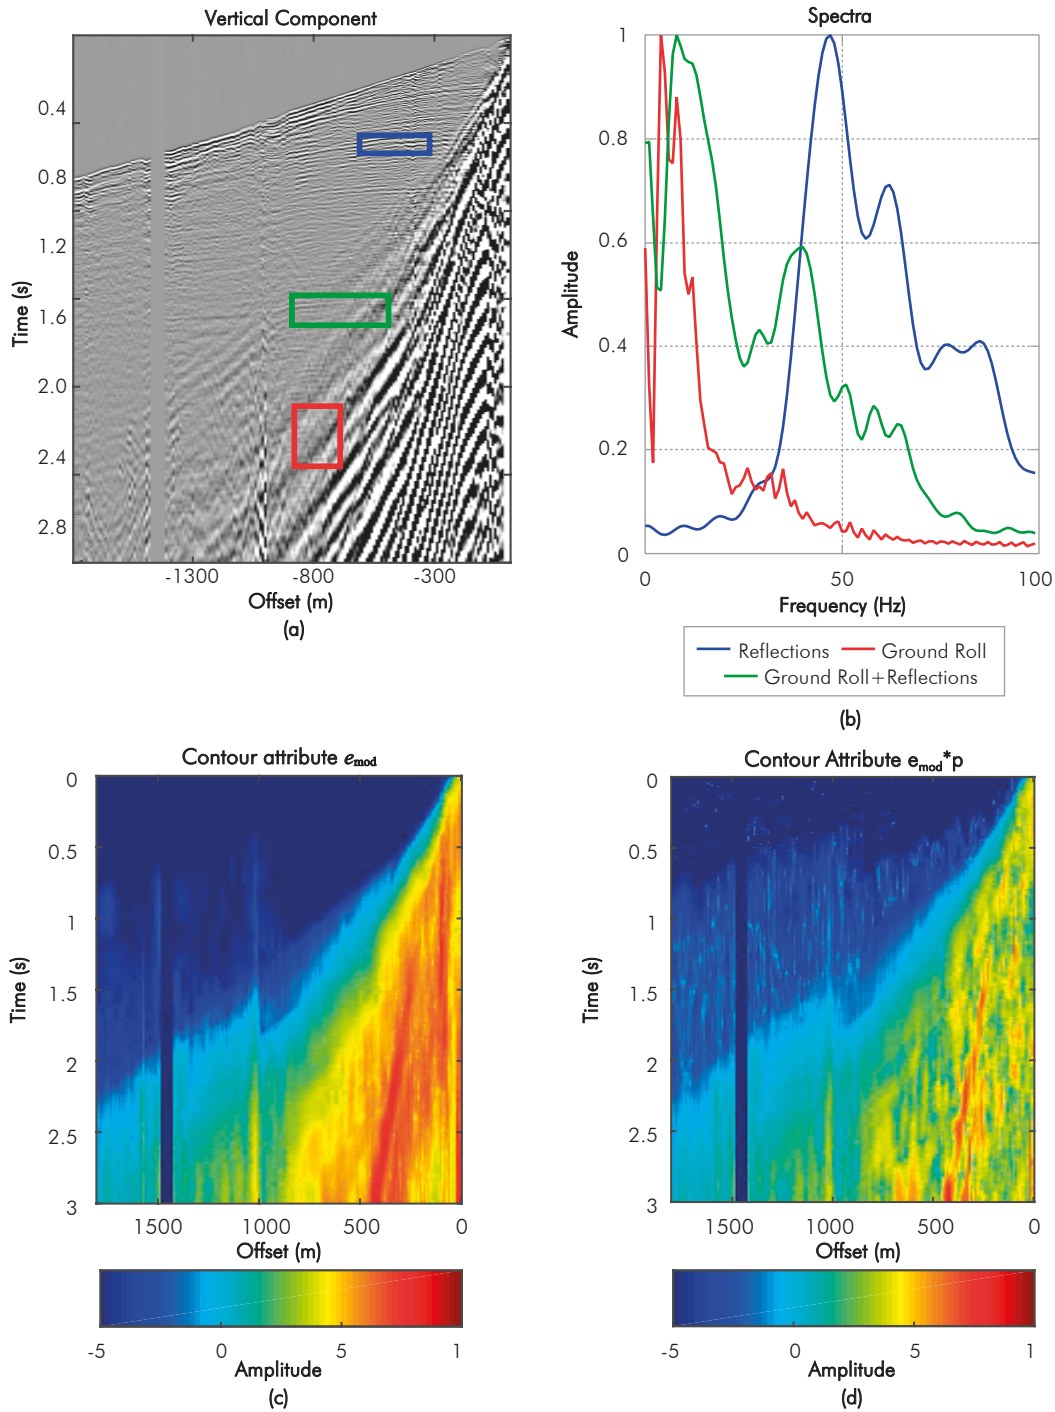 Vertical Component
0.4
0.8
1.2
1.6
2.0
2.4
2.8
Time (s)
-1300 -800 -300
Offset (m)
(a)
Spectra
1
0.8
0.6
0.4
0.2
0
Amplitude
0 50 100
Frequency (Hz)
Reflections Ground Roll
Ground Roll+Reflections
(b)
Contour attribute emod
0
0.5
1
1.5
2
2.5
3
Time (s)
1500 1000 500 0
Offset (m)
-5 0 5 1
Amplitude
(c)
Contour Attribute emod*p
0
0.5
1
1.5
2
2.5
3
Time (s)
1500 1000 500 0
Offset (m)
-5 0 5 1
Amplitude
(d)